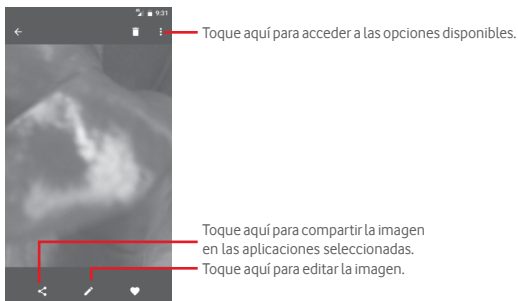 9:21
Toque aquí para acceder a las opciones disponibles.
Toque aquí para compartir la imagen
en las aplicaciones seleccionadas.
Toque aquí para editar la imagen.